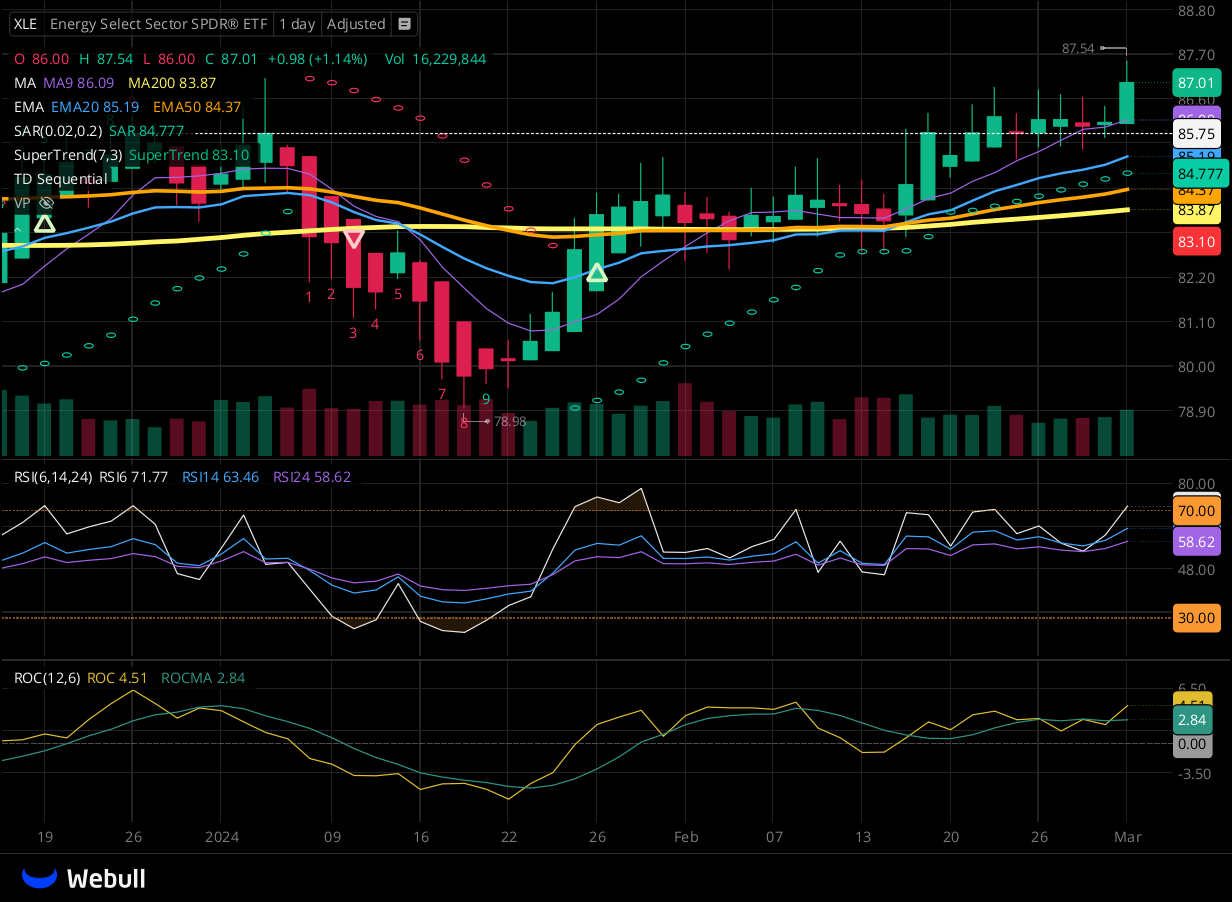 XLE Energy Select Sector SPDR® ETF 1 day Adjusted
O 86.00 H 87.54 L 86.00 C 87.01 +0.98 (+1.14%) Vol 16,229,844
MA MA9 86.09 MA200 83.87
EMA EMA20 85.19 EMA50 84.37
SAR(0.02,0.2) SAR 84.777
SuperTrend(7,3) SuperTrend 83.10
TD Sequential
VP
87.54
1
2
3
4
5
6
7
8
9
78.98
88.80
87.70
87.01
86.60
85.75
85.19
84.777
84.37
83.87
83.10
82.20
81.10
80.00
78.90
RSI(6,14,24) RSI6 71.77 RSI14 63.46 RSI24 58.62
80.00
70.00
58.62
48.00
30.00
ROC(12,6) ROC 4.51 ROCMA 2.84
6.50
4.51
2.84
0.00
-3.50
19 26 2024 09 16 22 26 Feb 07 13 20 26 Mar
Webull